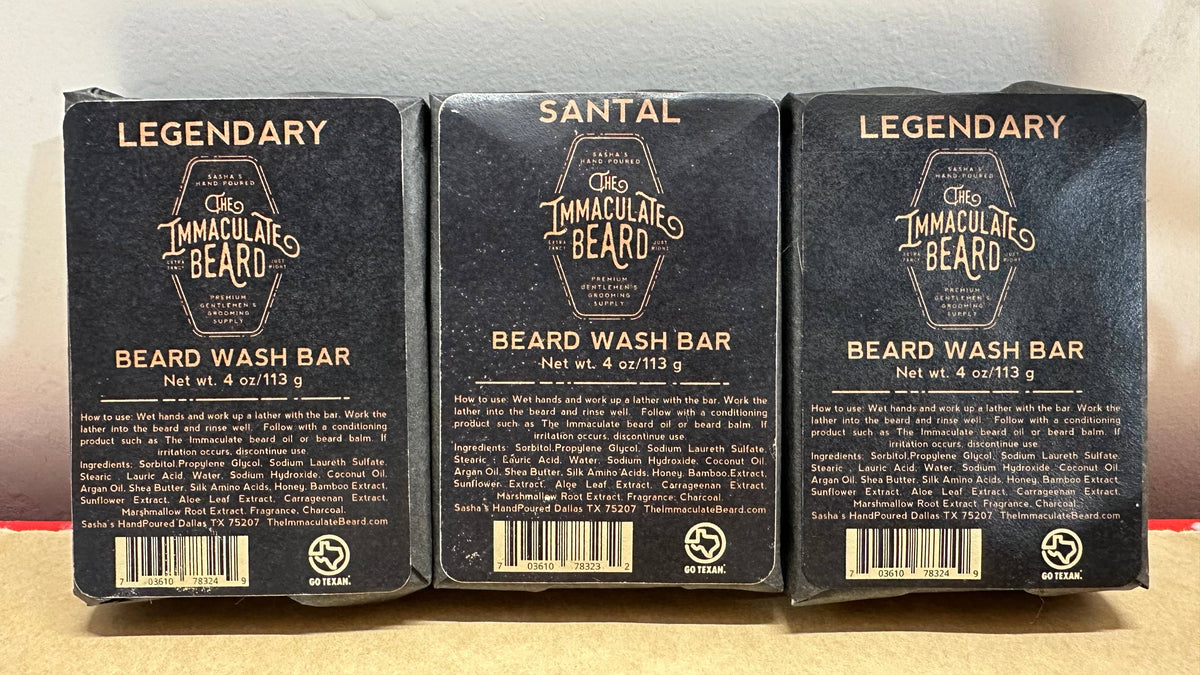 LEGENDARY
SASHA'S
HAND-POURED
THE
IMMACULATE
BEARD
EXTRA
FANCY
JUST
RIGHT
PREMIUM
GENTLEMEN'S
GROOMING
SUPPLY
BEARD WASH BAR
Net wt. 4 oz/113 g
How to use: Wet hands and work up a lather with the bar. Work the
lather into the beard and rinse well. Follow with a conditioning
product such as The Immaculate beard oil or beard balm. If
irritation occurs, discontinue use.
Ingredients: Sorbitol,Propylene Glycol, Sodium Laureth Sulfate,
Stearic , Lauric Acid, Water, Sodium Hydroxide, Coconut Oil,
Argan Oil, Shea Butter, Silk Amino Acids, Honey, Bamboo Extract,
Sunflower Extract, Aloe Leaf Extract, Carrageenan Extract,
Marshmallow Root Extract, Fragrance, Charcoal.
Sasha's HandPoured Dallas TX 75207 TheImmaculateBeard.com
7 03610 78324 9
GO TEXAN.
SANTAL
SASHA'S
HAND-POURED
THE
IMMACULATE
BEARD
EXTRA
FANCY
JUST
RIGHT
PREMIUM
GENTLEMEN'S
GROOMING
SUPPLY
BEARD WASH BAR
Net wt. 4 oz/113 g
How to use: Wet hands and work up a lather with the bar. Work the
lather into the beard and rinse well. Follow with a conditioning
product such as The Immaculate beard oil or beard balm. If
irritation occurs, discontinue use.
Ingredients: Sorbitol,Propylene Glycol, Sodium Laureth Sulfate,
Stearic , Lauric Acid, Water, Sodium Hydroxide, Coconut Oil,
Argan Oil, Shea Butter, Silk Amino Acids, Honey, Bamboo Extract,
Sunflower Extract, Aloe Leaf Extract, Carrageenan Extract,
Marshmallow Root Extract, Fragrance, Charcoal.
Sasha's HandPoured Dallas TX 75207 TheImmaculateBeard.com
7 03610 78323 2
GO TEXAN.
LEGENDARY
SASHA'S
HAND-POURED
THE
IMMACULATE
BEARD
EXTRA
FANCY
JUST
RIGHT
PREMIUM
GENTLEMEN'S
GROOMING
SUPPLY
BEARD WASH BAR
Net wt. 4 oz/113 g
How to use: Wet hands and work up a lather with the bar. Work the
lather into the beard and rinse well. Follow with a conditioning
product such as The Immaculate beard oil or beard balm. If
irritation occurs, discontinue use.
Ingredients: Sorbitol,Propylene Glycol, Sodium Laureth Sulfate,
Stearic , Lauric Acid, Water, Sodium Hydroxide, Coconut Oil,
Argan Oil, Shea Butter, Silk Amino Acids, Honey, Bamboo Extract,
Sunflower Extract, Aloe Leaf Extract, Carrageenan Extract,
Marshmallow Root Extract, Fragrance, Charcoal.
Sasha's HandPoured Dallas TX 75207 TheImmaculateBeard.com
7 03610 78324 9
GO TEXAN.